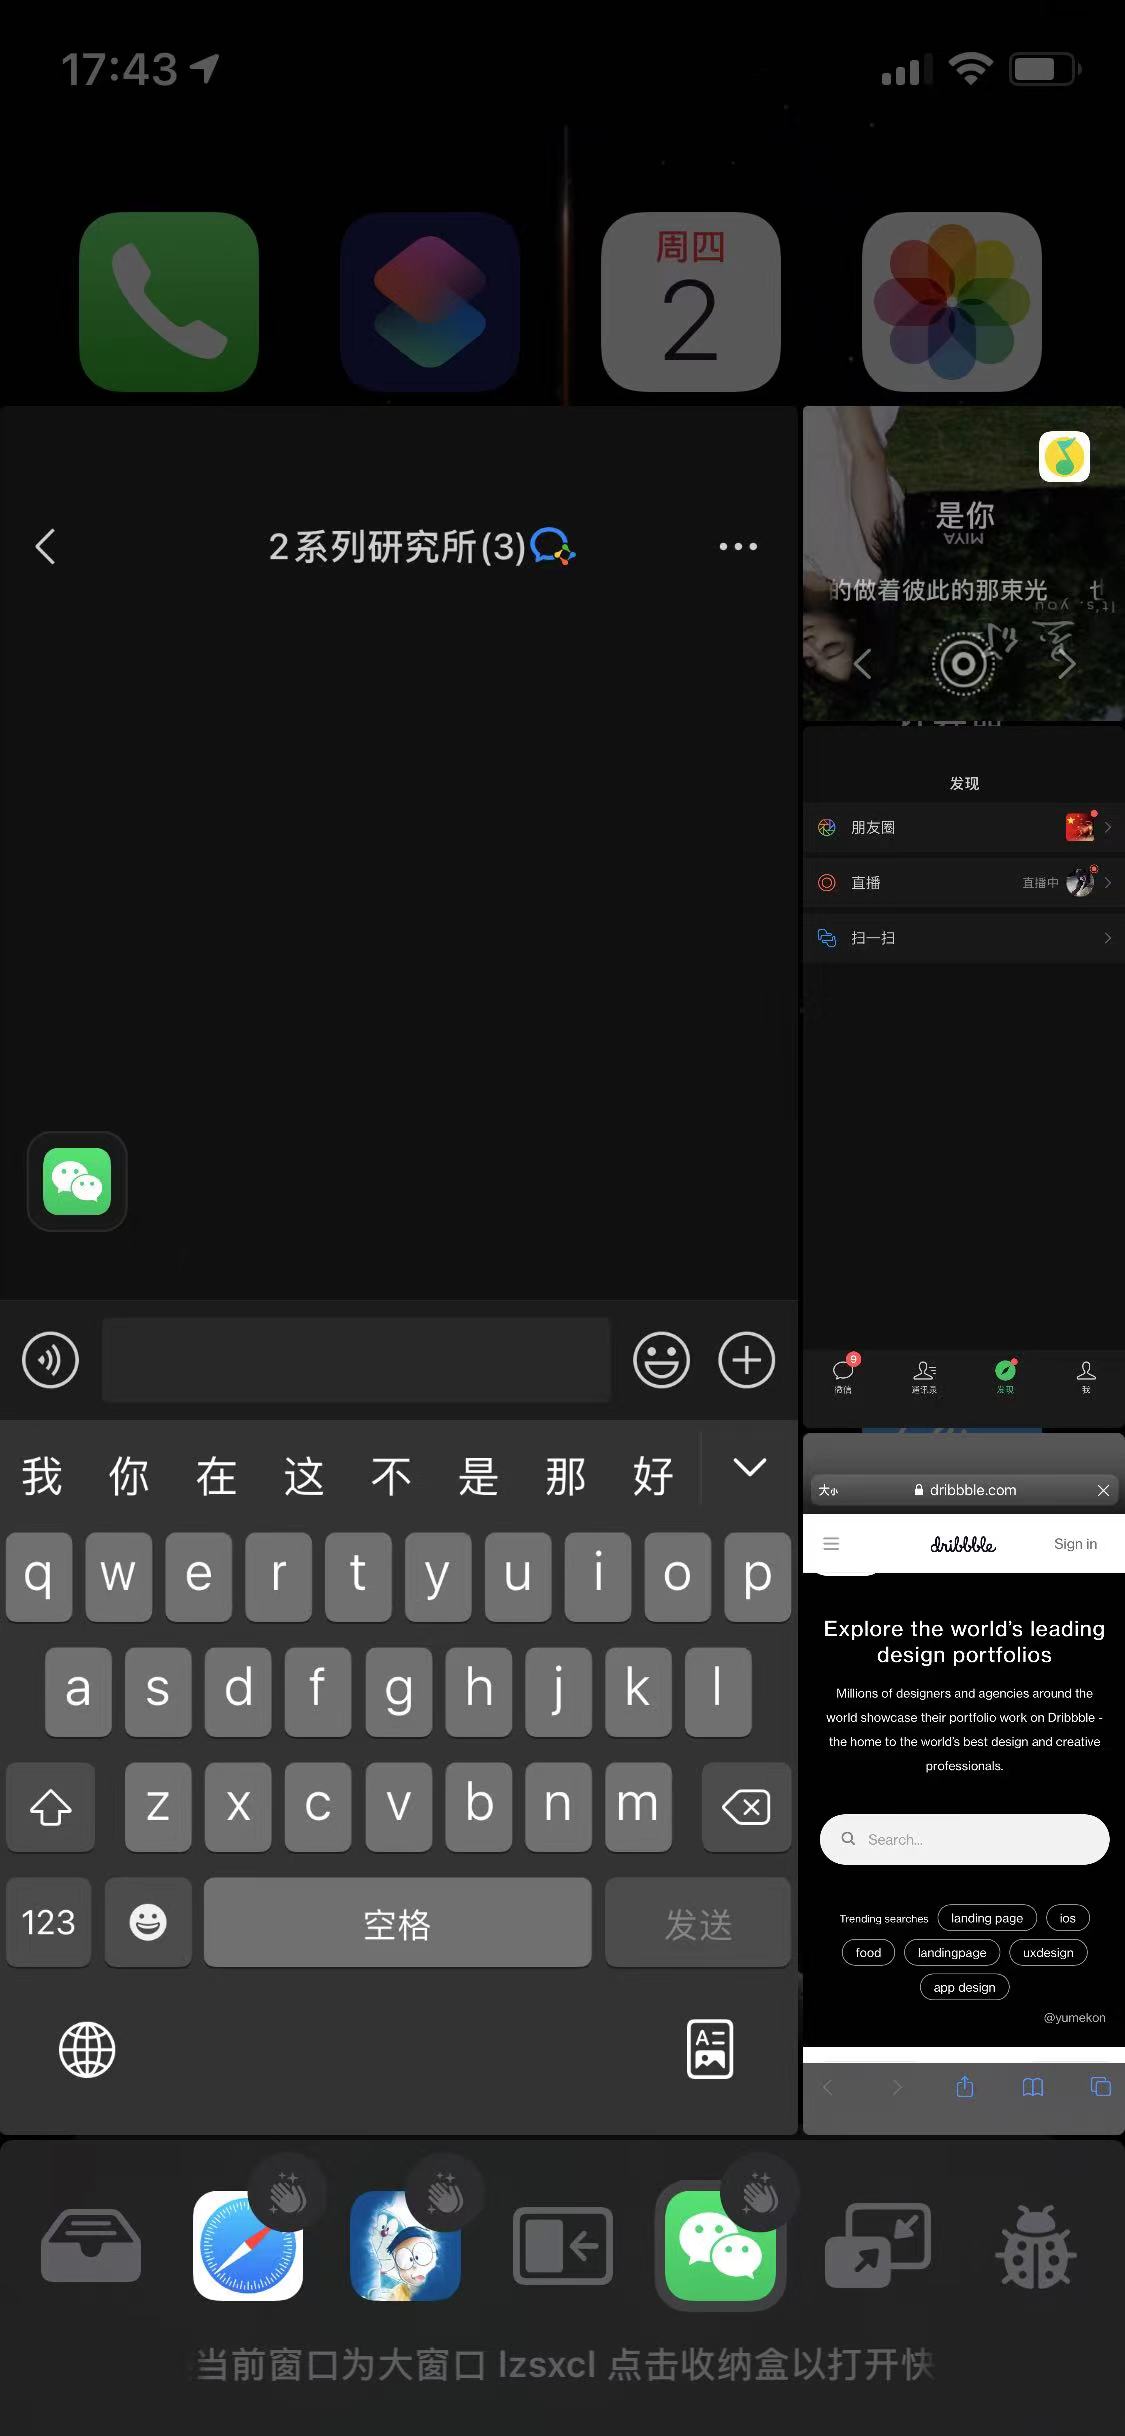 17:43
周四
2
2系列研究所(3)
是你
AYIM
的做着彼此的那束光
It's. you
发现
朋友圈
直播
直播中
扫一扫
9
微信
通讯录
发现
我
大小
dribbble.com
dribbble
Sign in
Explore the world's leading
design portfolios
Millions of designers and agencies around the
world showcase their portfolio work on Dribbble -
the home to the world's best design and creative
professionals.
Search...
Trending searches
landing page
ios
food
landingpage
uxdesign
app design
@yumekon
我 你 在 这 不 是 那 好
q w e r t y u i o p
a s d f g h j k l
z x c v b n m
123
空格
发送
当前窗口为大窗口 lzsxcl 点击收纳盒以打开快